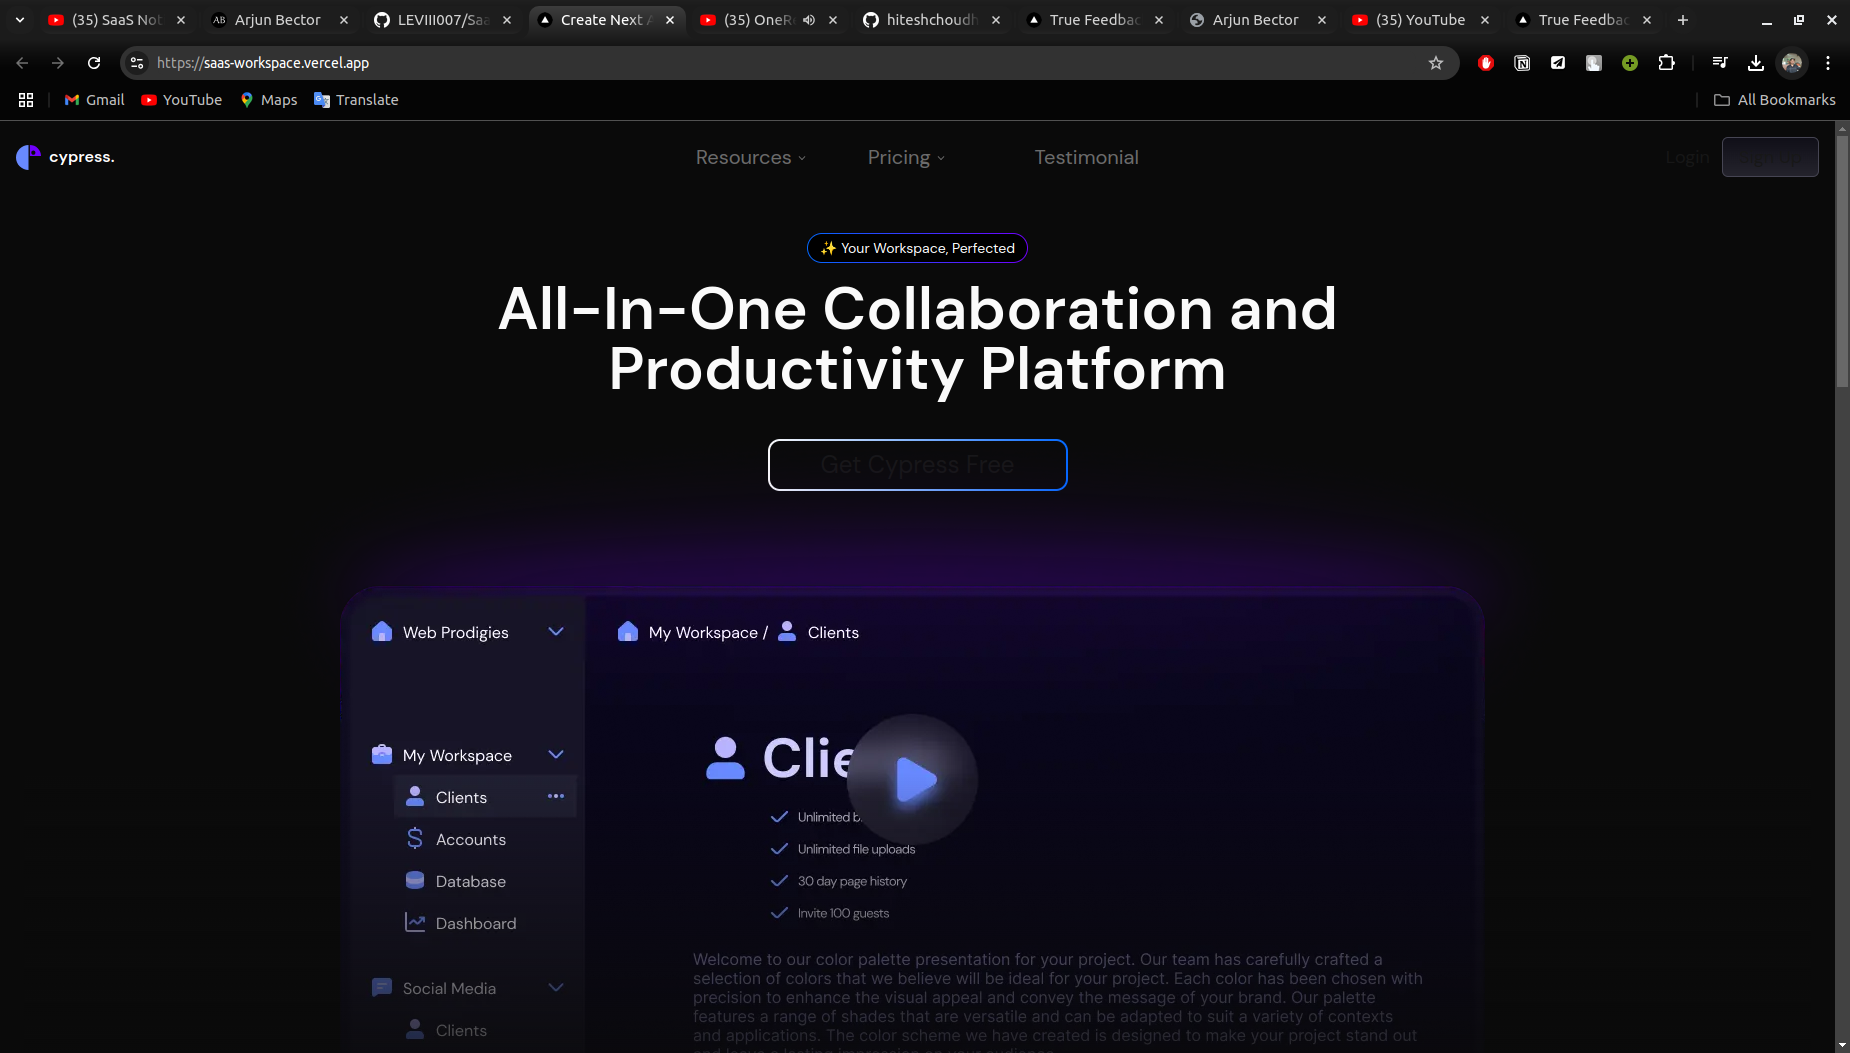 (35) SaaS Not
Arjun Bector
LEVIII007/Saa
Create Next A
(35) OneRe
hiteshchoudh
True Feedbac
Arjun Bector
(35) YouTube
True Feedbac
https://saas-workspace.vercel.app
Gmail
YouTube
Maps
Translate
All Bookmarks
cypress.
Resources
Pricing
Testimonial
Login
✨ Your Workspace, Perfected
All-In-One Collaboration and
Productivity Platform
Get Cypress Free
Web Prodigies
My Workspace / Clients
My Workspace
Clients
Accounts
Database
Dashboard
Social Media
Clients
Clie
Unlimited b
Unlimited file uploads
30 day page history
Invite 100 guests
Welcome to our color palette presentation for your project. Our team has carefully crafted a
selection of colors that we believe will be ideal for your project. Each color has been chosen with
precision to enhance the visual appeal and convey the message of your brand. Our palette
features a range of shades that are versatile and can be adapted to suit a variety of contexts
and applications. The color scheme we have created is designed to make your project stand out